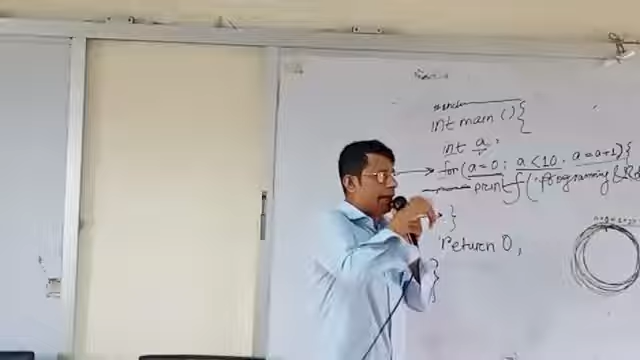 int main () {
int a,
for (a=0; a<10, a=a+1) {
printf ( " Programming
}
return 0,
}